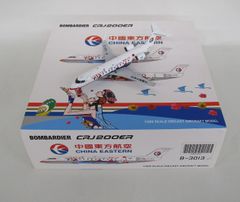 BOMBARDIER CRJ200ER
中國東方航空
CHINA EASTERN
BOMBARDIER CRJ200ER
中國東方航空
CHINA EASTERN
B-3013